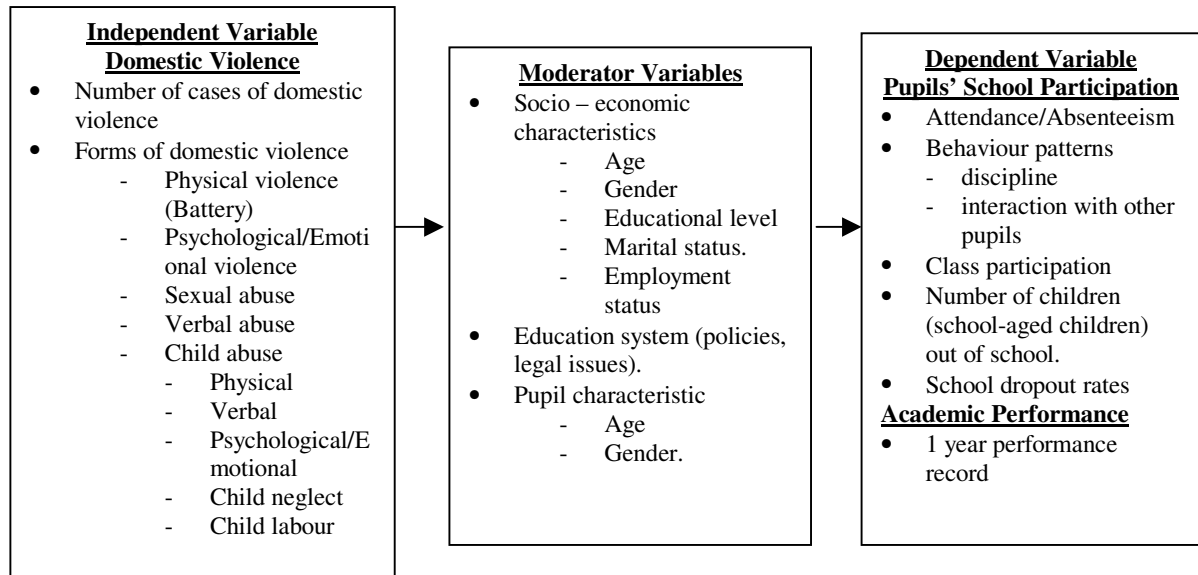 Independent Variable
Domestic Violence
• Number of cases of domestic
violence
• Forms of domestic violence
- Physical violence
(Battery)
- Psychological/Emoti
onal violence
- Sexual abuse
- Verbal abuse
- Child abuse
- Physical
- Verbal
- Psychological/E
motional
- Child neglect
- Child labour
Moderator Variables
• Socio – economic
characteristics
- Age
- Gender
- Educational level
- Marital status.
- Employment
status
• Education system (policies,
legal issues).
• Pupil characteristic
- Age
- Gender.
Dependent Variable
Pupils’ School Participation
• Attendance/Absenteeism
• Behaviour patterns
- discipline
- interaction with other
pupils
• Class participation
• Number of children
(school-aged children)
out of school.
• School dropout rates
Academic Performance
• 1 year performance
record